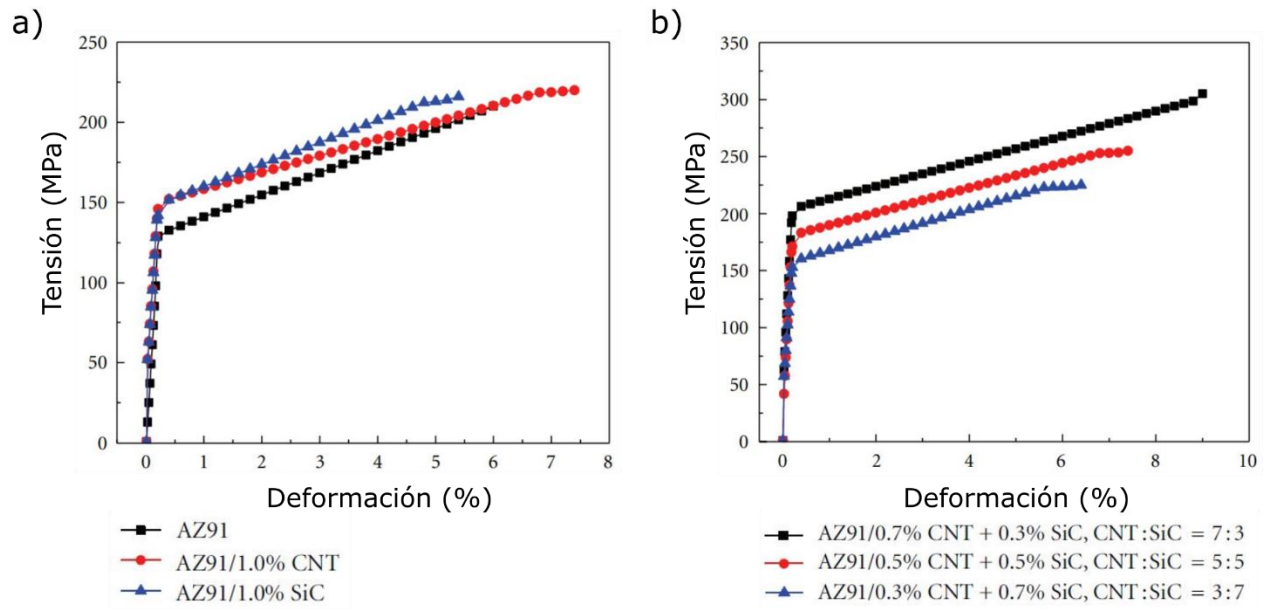 a)
250
200
150
100
50
0
Tensión (MPa)
0 1 2 3 4 5 6 7 8
Deformación (%)
AZ91
AZ91/1.0% CNT
AZ91/1.0% SiC
b)
350
300
250
200
150
100
50
0
Tensión (MPa)
0 2 4 6 8 10
Deformación (%)
AZ91/0.7% CNT + 0.3% SiC, CNT:SiC = 7:3
AZ91/0.5% CNT + 0.5% SiC, CNT:SiC = 5:5
AZ91/0.3% CNT + 0.7% SiC, CNT:SiC = 3:7